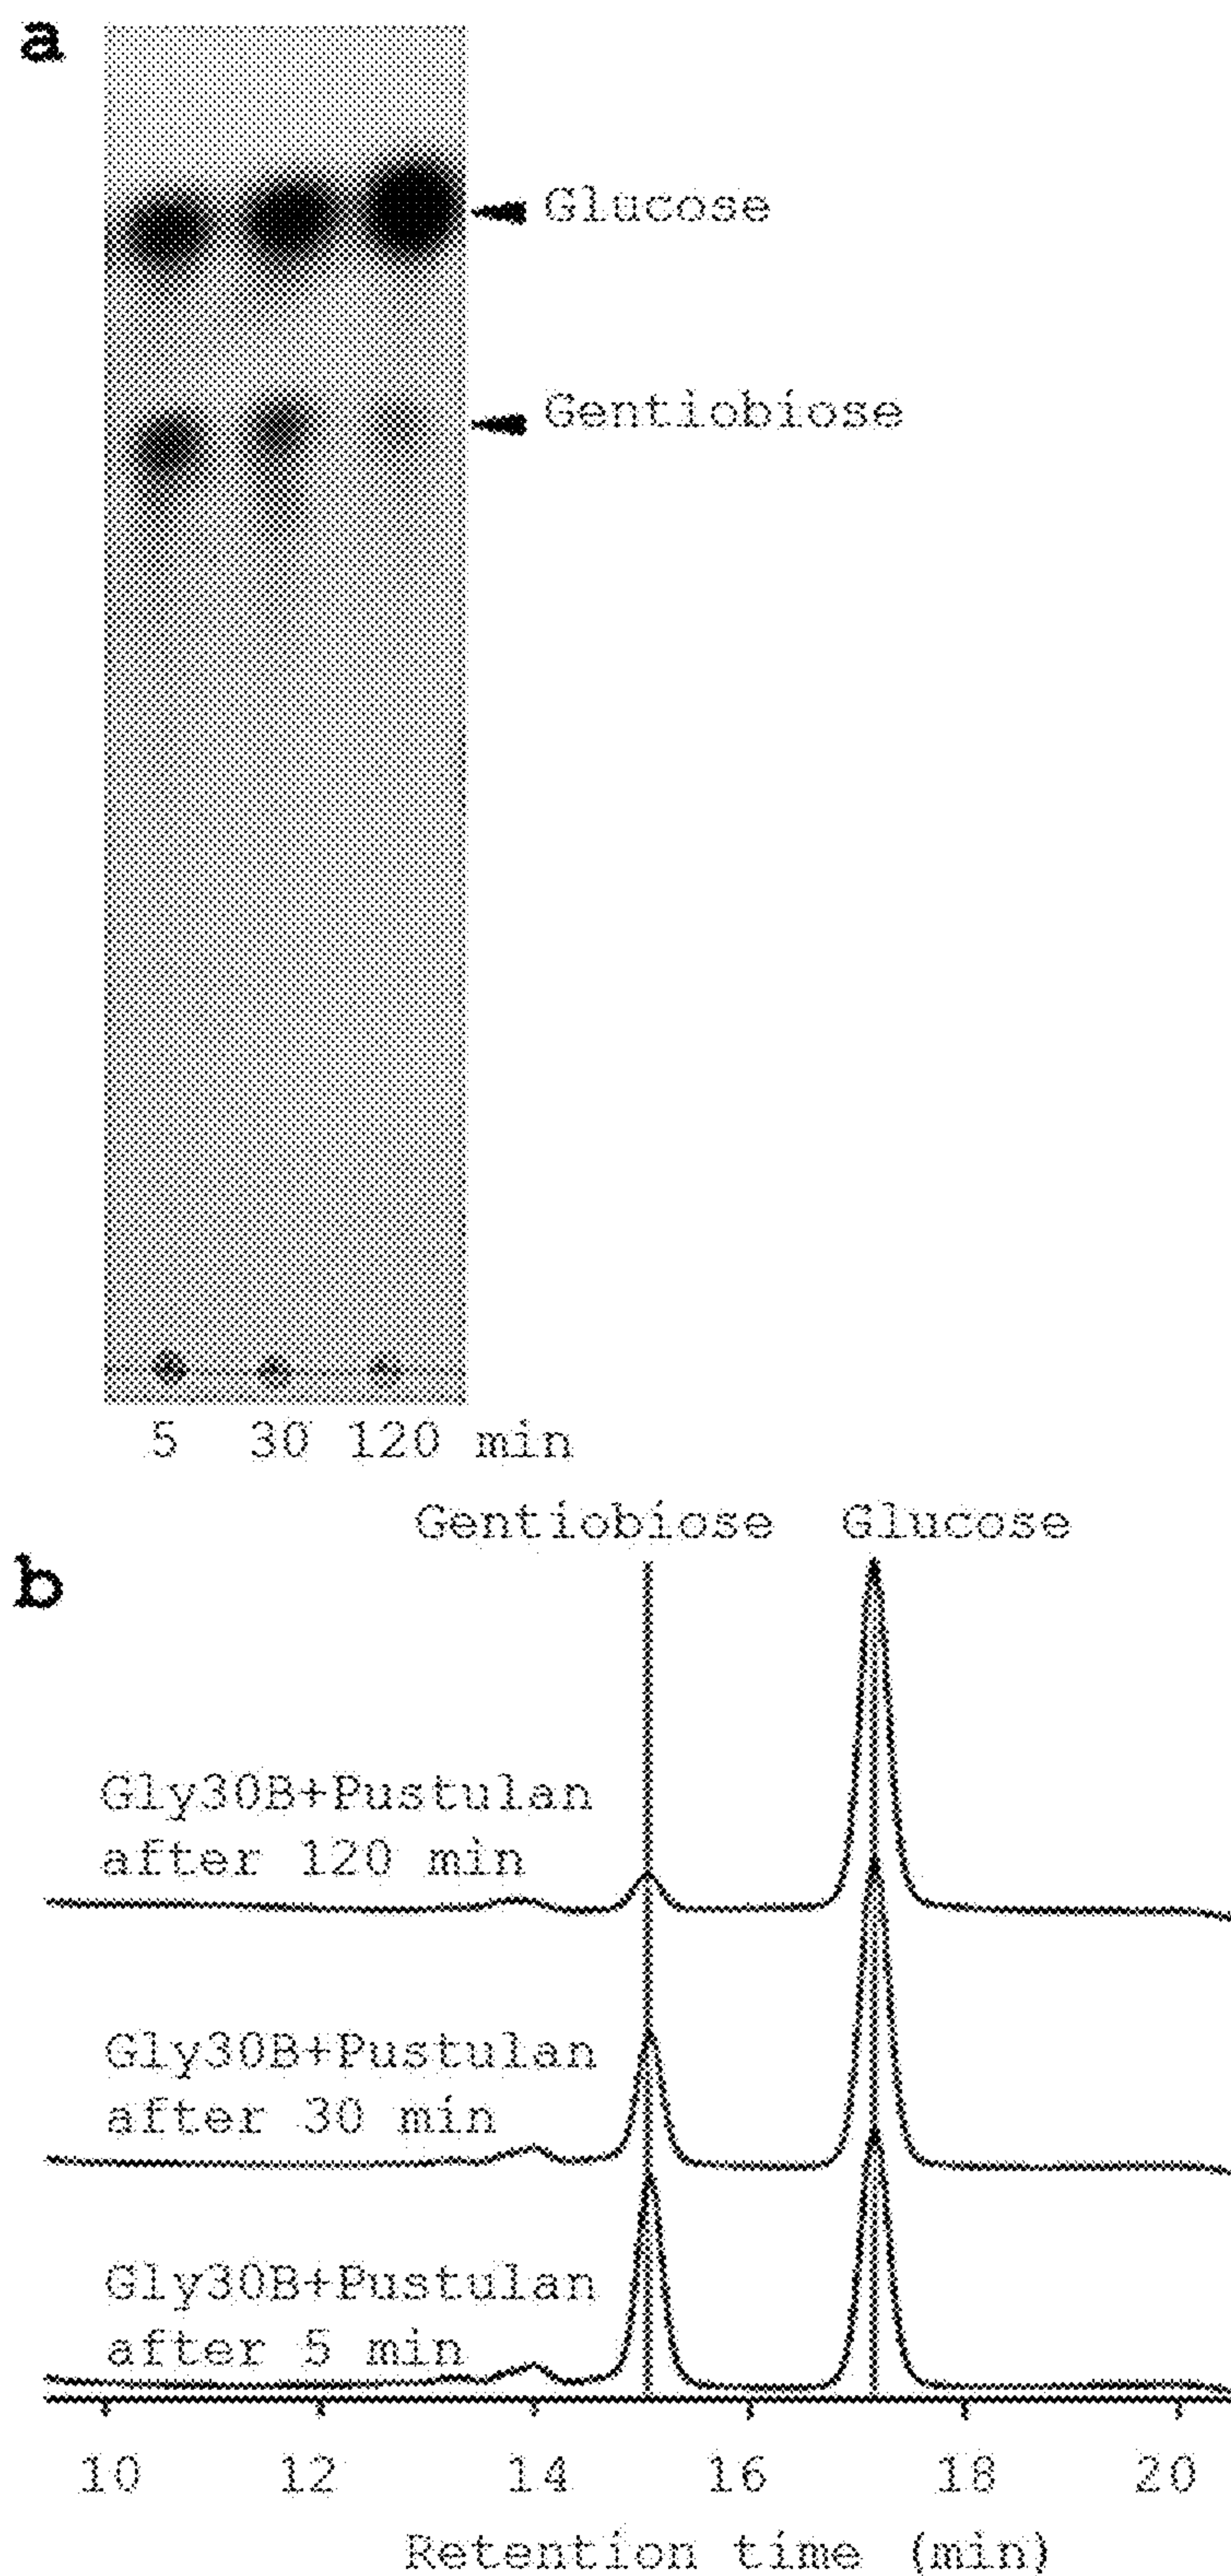 a
Glucose
Gentiobiose
5 30 120 min
Gentiobiose Glucose
b
Gly30B+Pustulan
after 120 min
Gly30B+Pustulan
after 30 min
Gly30B+Pustulan
after 5 min
10 12 14 16 18 20
Retention time (min)